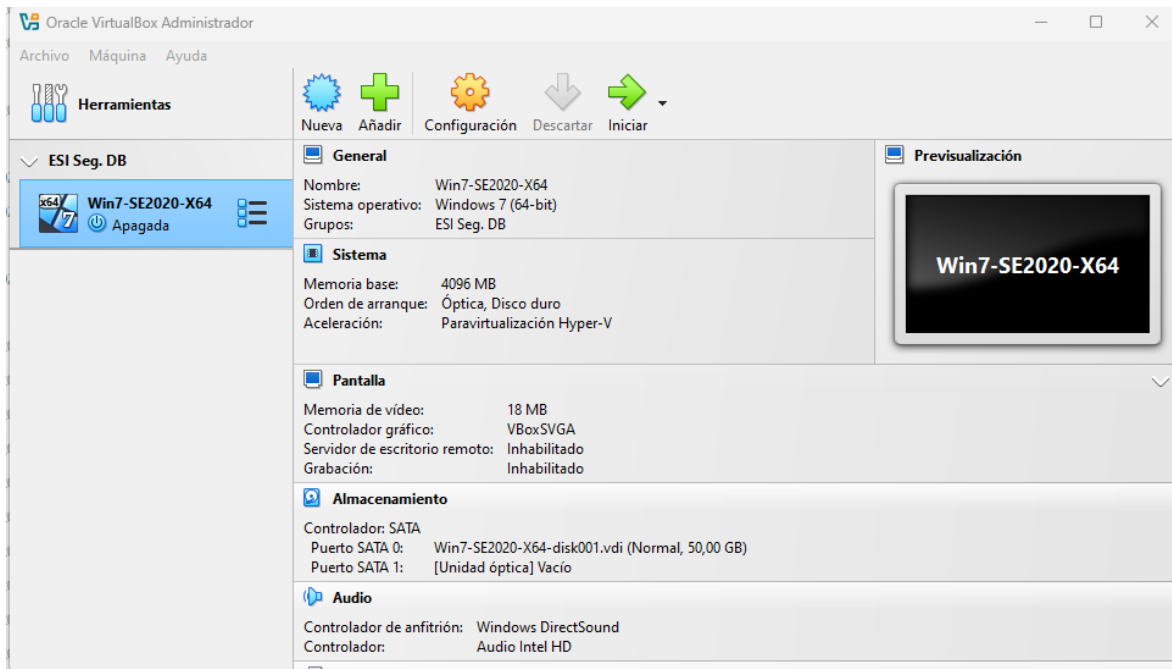 Oracle VirtualBox Administrador
Archivo Máquina Ayuda
Herramientas
Nueva Añadir Configuración Descartar Iniciar
ESI Seg. DB
x64 7 Win7-SE2020-X64
Apagada
General
Nombre: Win7-SE2020-X64
Sistema operativo: Windows 7 (64-bit)
Grupos: ESI Seg. DB
Previsualización
Win7-SE2020-X64
Sistema
Memoria base: 4096 MB
Orden de arranque: Óptica, Disco duro
Aceleración: Paravirtualización Hyper-V
Pantalla
Memoria de vídeo: 18 MB
Controlador gráfico: VBoxSVGA
Servidor de escritorio remoto: Inhabilitado
Grabación: Inhabilitado
Almacenamiento
Controlador: SATA
Puerto SATA 0: Win7-SE2020-X64-disk001.vdi (Normal, 50,00 GB)
Puerto SATA 1: [Unidad óptica] Vacío
Audio
Controlador de anfitrión: Windows DirectSound
Controlador: Audio Intel HD